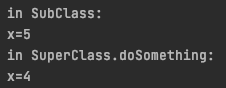 in SubClass:
x=5
in SuperClass.doSomething:
x=4